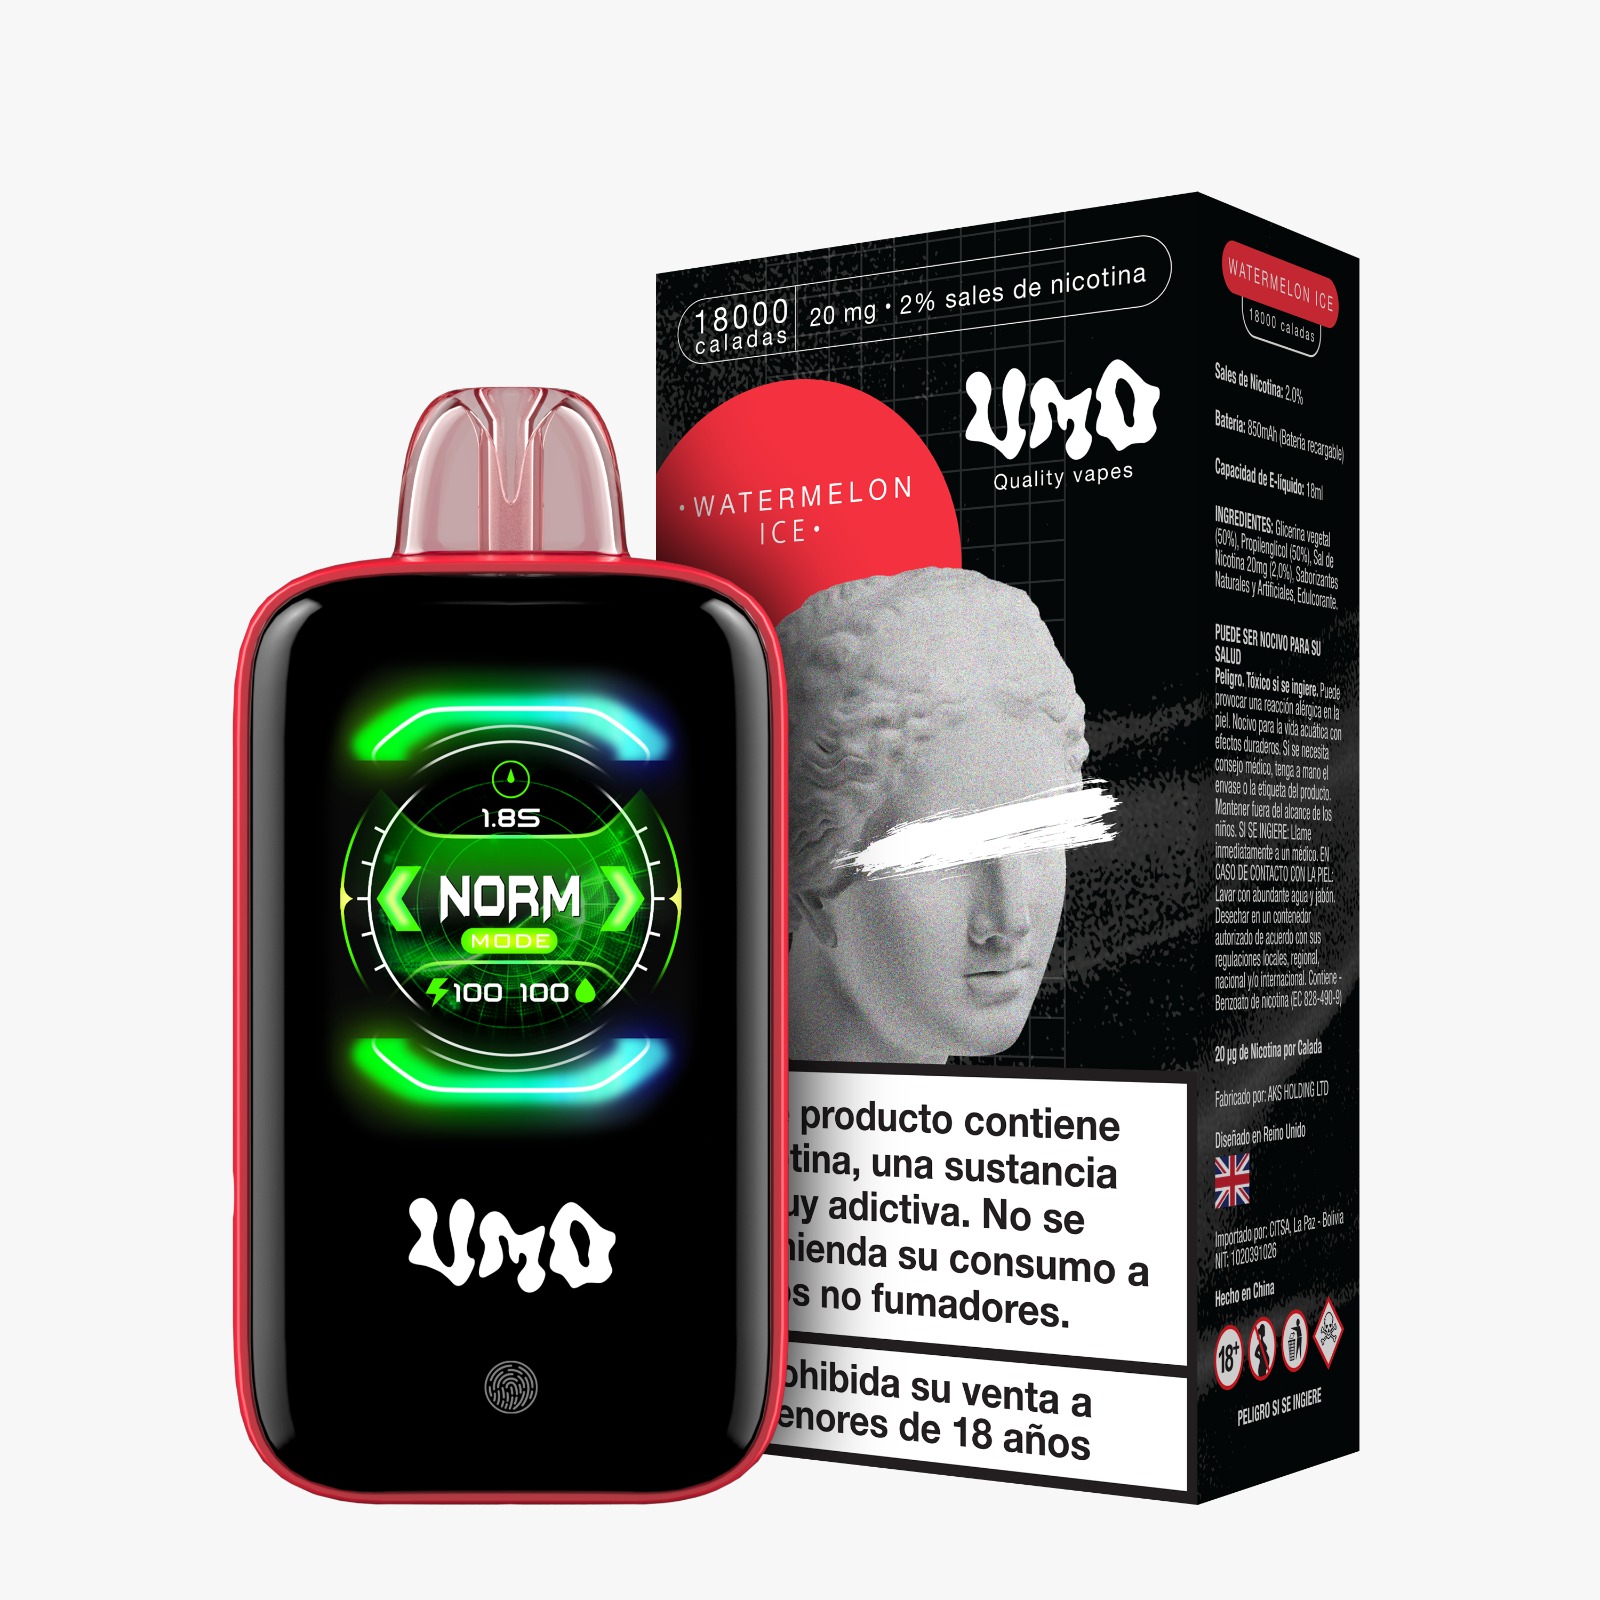 18000
caladas
20 mg • 2% sales de nicotina
UMO
Quality vapes
• WATERMELON
ICE •
1.8S
NORM
MODE
100 100
UMO
producto contiene
tina, una sustancia
uy adictiva. No se
ienda su consumo a
os no fumadores.
ohibida su venta a
enores de 18 años
WATERMELON ICE
18000 caladas
Sales de Nicotina: 2.0%
Batería: 850mAh (Batería recargable)
Capacidad de E-líquido: 18ml
INGREDIENTES: Glicerina vegetal
(50%), Propilenglicol (50%), Sal de
Nicotina 20mg (2,0%), Saborizantes
Naturales y Artificiales, Edulcorante.
PUEDE SER NOCIVO PARA SU
SALUD
Peligro. Tóxico si se ingiere. Puede
provocar una reacción alérgica en la
piel. Nocivo para la vida acuática con
efectos duraderos. Si se necesita
consejo médico, tenga a mano el
envase o la etiqueta del producto.
Mantener fuera del alcance de los
niños. SI SE INGIERE: Llame
inmediatamente a un médico. EN
CASO DE CONTACTO CON LA PIEL:
Lavar con abundante agua y jabón.
Desechar en un contenedor
autorizado de acuerdo con sus
regulaciones locales, regional,
nacional y/o internacional. Contiene -
Benzoato de nicotina (EC 828-490-9)
20 µg de Nicotina por Calada
Fabricado por: AKS HOLDING LTD
Diseñado en Reino Unido
Importado por: CITSA, La Paz - Bolivia
NIT: 1020391026
Hecho en China
18+
PELIGRO SI SE INGIERE